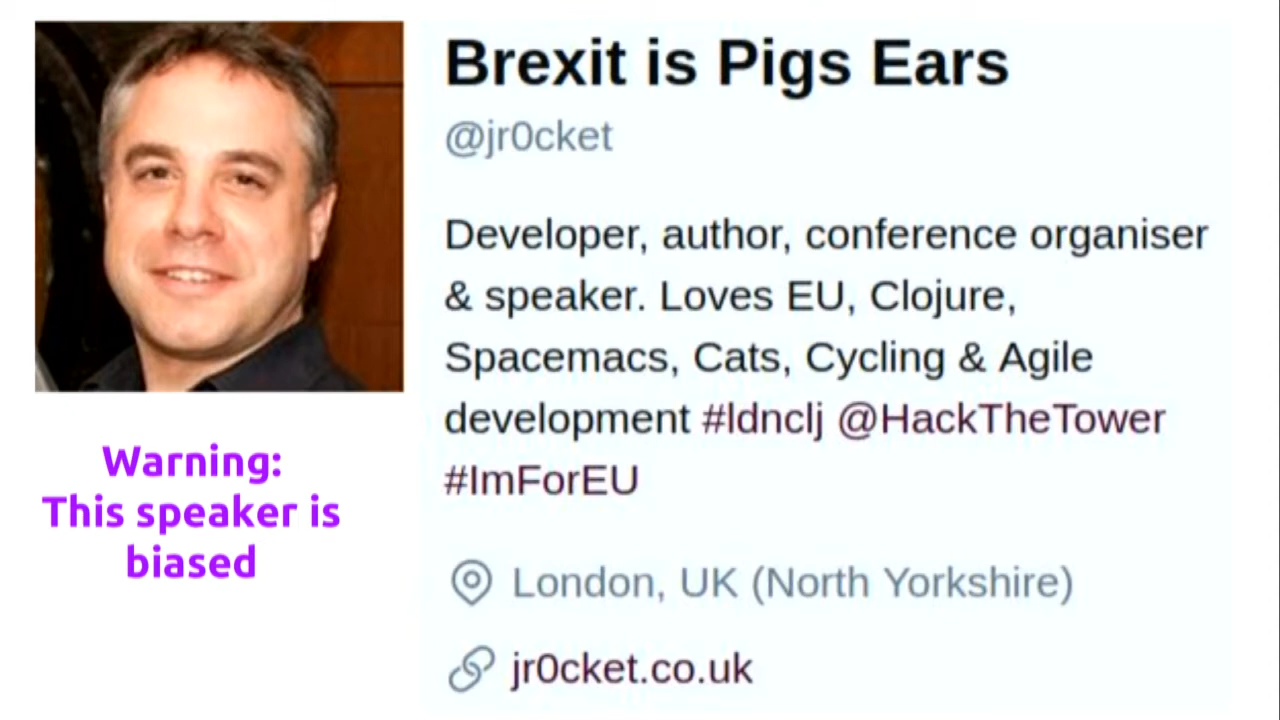 Brexit is Pigs Ears
@jr0cket
Developer, author, conference organiser
& speaker. Loves EU, Clojure,
Spacemacs, Cats, Cycling & Agile
development #ldnclj @HackTheTower
#ImForEU
London, UK (North Yorkshire)
jr0cket.co.uk
Warning:
This speaker is
biased